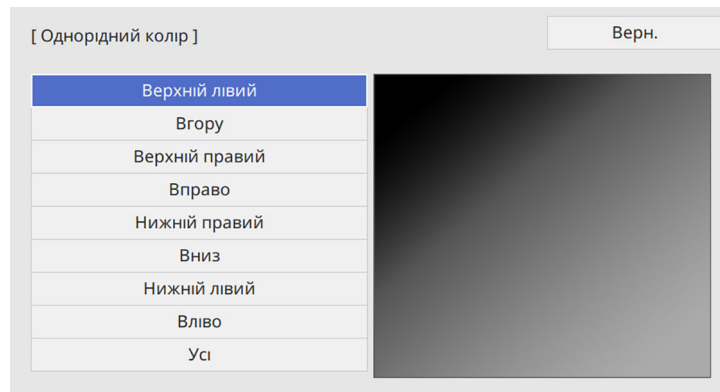 [ Однорідний колір ]
Верн.
Верхній лівий
Вгору
Верхній правий
Вправо
Нижній правий
Вниз
Нижній лівий
Вліво
Усі